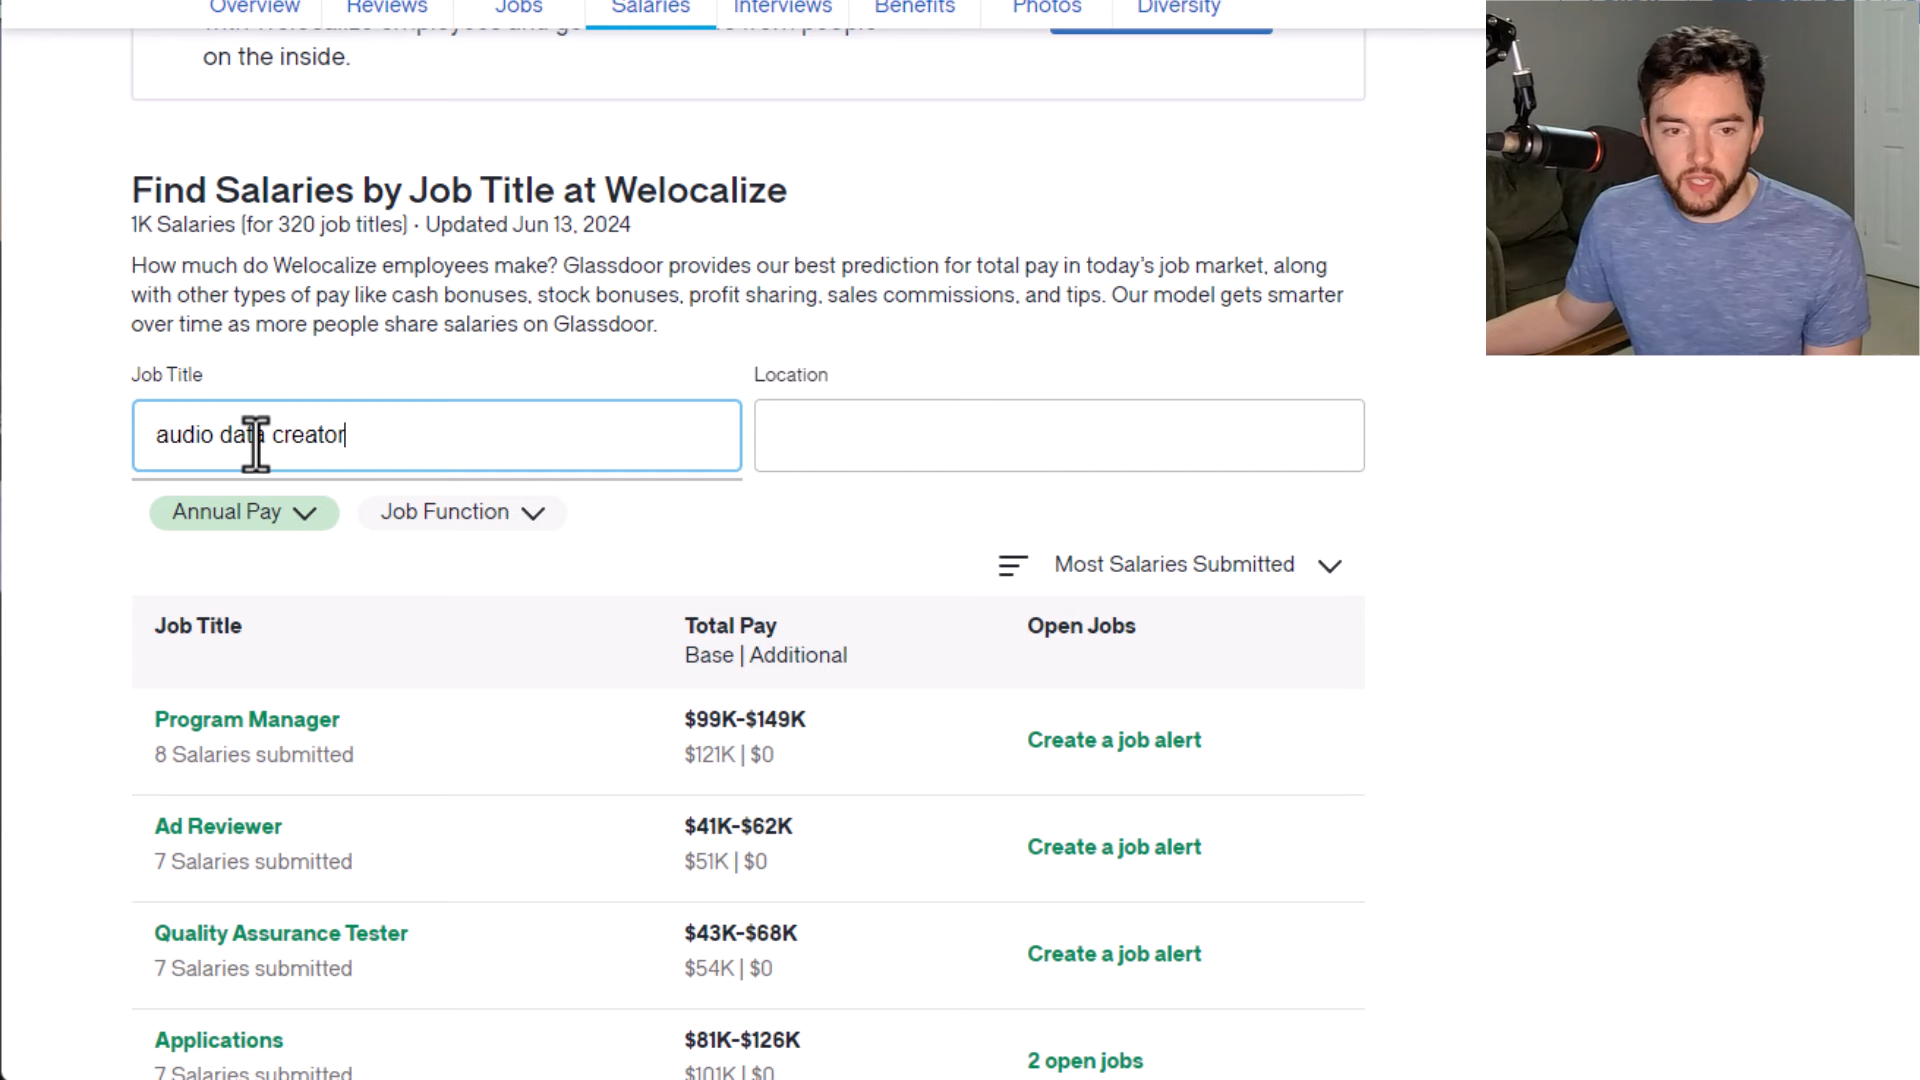 Overview
Reviews
Jobs
Salaries
Interviews
Benefits
Photos
Diversity
on the inside.
Find Salaries by Job Title at Welocalize
1K Salaries (for 320 job titles) · Updated Jun 13, 2024
How much do Welocalize employees make? Glassdoor provides our best prediction for total pay in today's job market, along
with other types of pay like cash bonuses, stock bonuses, profit sharing, sales commissions, and tips. Our model gets smarter
over time as more people share salaries on Glassdoor.
Job Title
Location
audio data creator
Annual Pay
Job Function
Most Salaries Submitted
Job Title
Total Pay
Open Jobs
Base | Additional
Program Manager
$99K-$149K
Create a job alert
8 Salaries submitted
$121K | $0
Ad Reviewer
$41K-$62K
Create a job alert
7 Salaries submitted
$51K | $0
Quality Assurance Tester
$43K-$68K
Create a job alert
7 Salaries submitted
$54K | $0
Applications
$81K-$126K
2 open jobs
7 Salaries submitted
$101K | $0